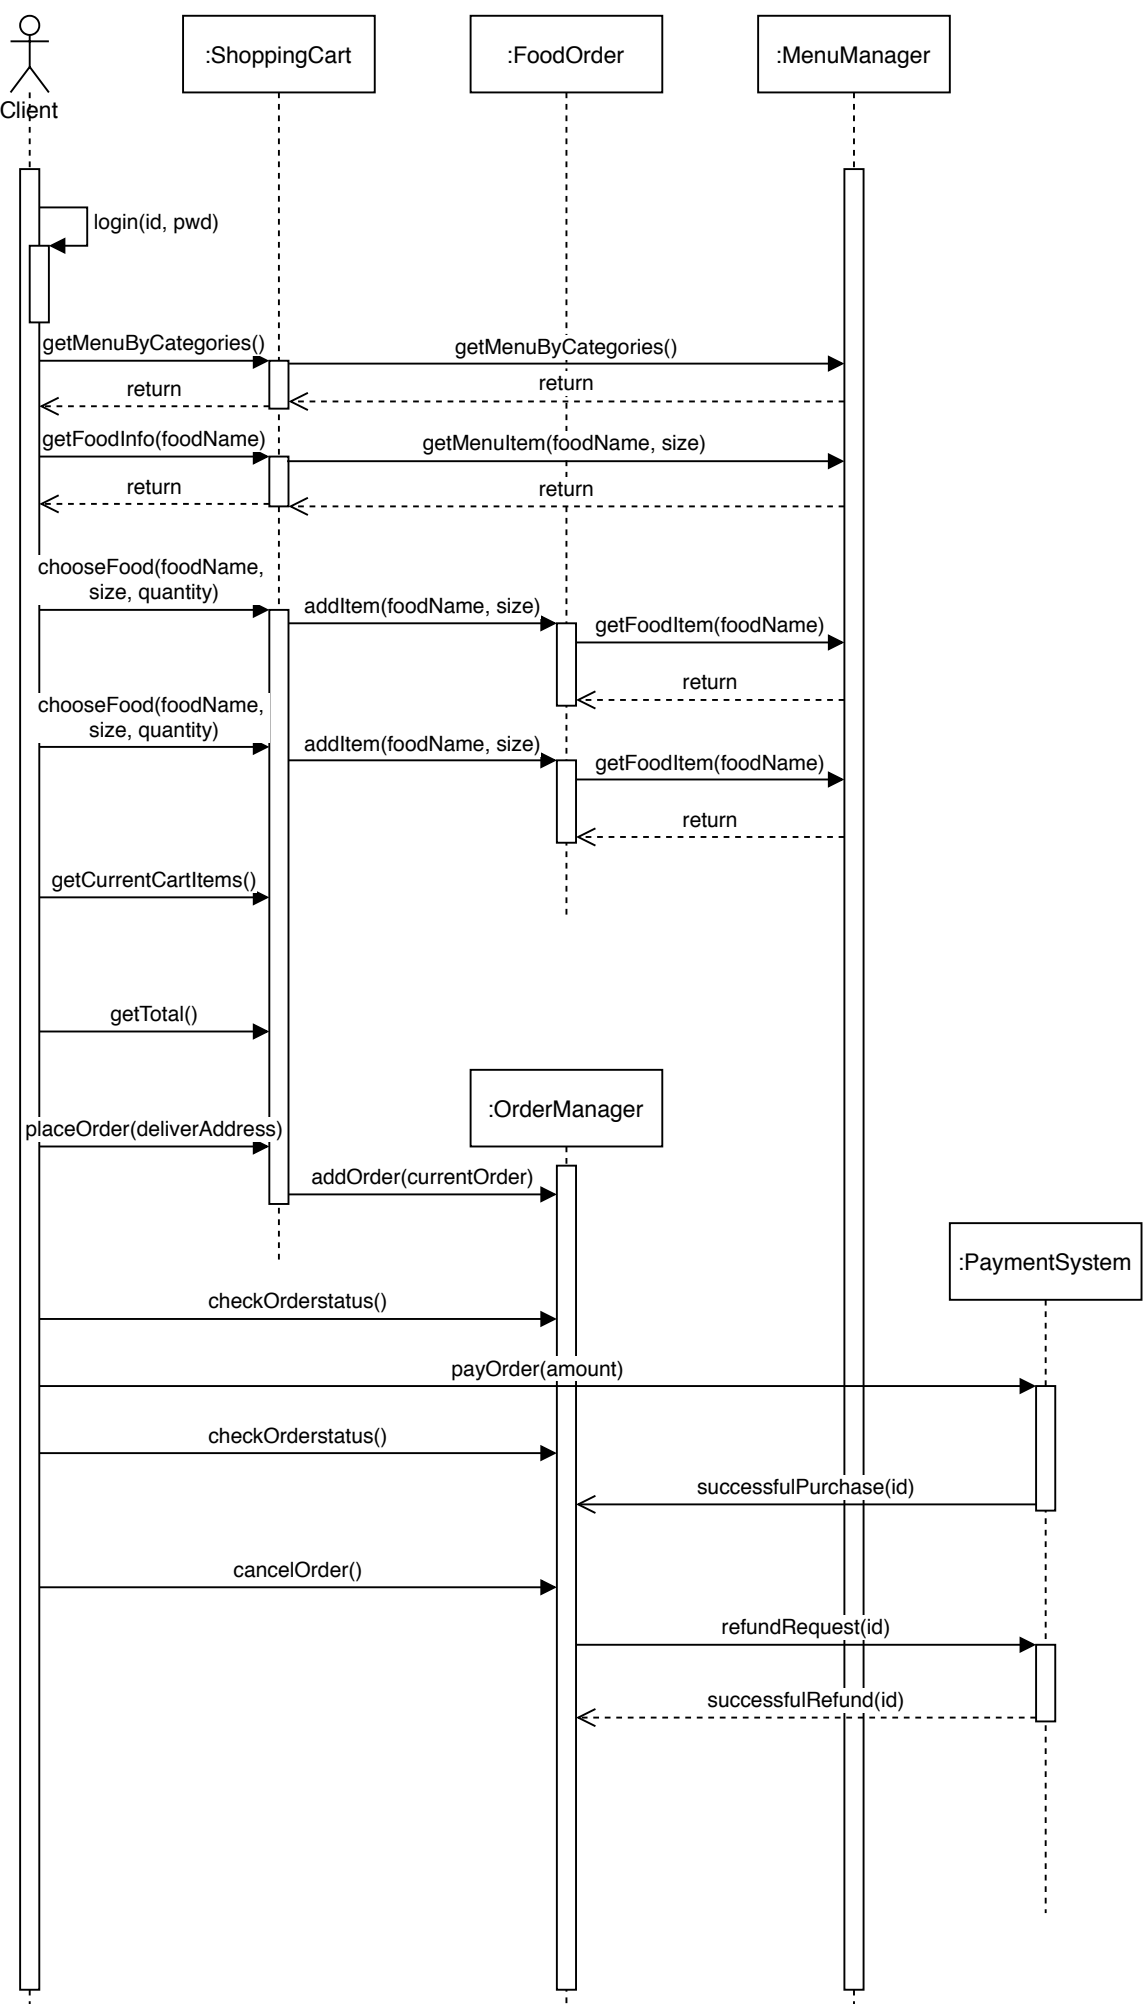 :ShoppingCart
:FoodOrder
:MenuManager
Client
login(id, pwd)
getMenuByCategories()
getMenuByCategories()
return
return
getFoodInfo(foodName)
getMenuItem(foodName, size)
return
return
chooseFood(foodName,
size, quantity)
addItem(foodName, size)
getFoodItem(foodName)
return
chooseFood(foodName,
size, quantity)
addItem(foodName, size)
getFoodItem(foodName)
return
getCurrentCartItems()
getTotal()
:OrderManager
placeOrder(deliverAddress)
addOrder(currentOrder)
:PaymentSystem
checkOrderstatus()
payOrder(amount)
checkOrderstatus()
successfulPurchase(id)
cancelOrder()
refundRequest(id)
successfulRefund(id)